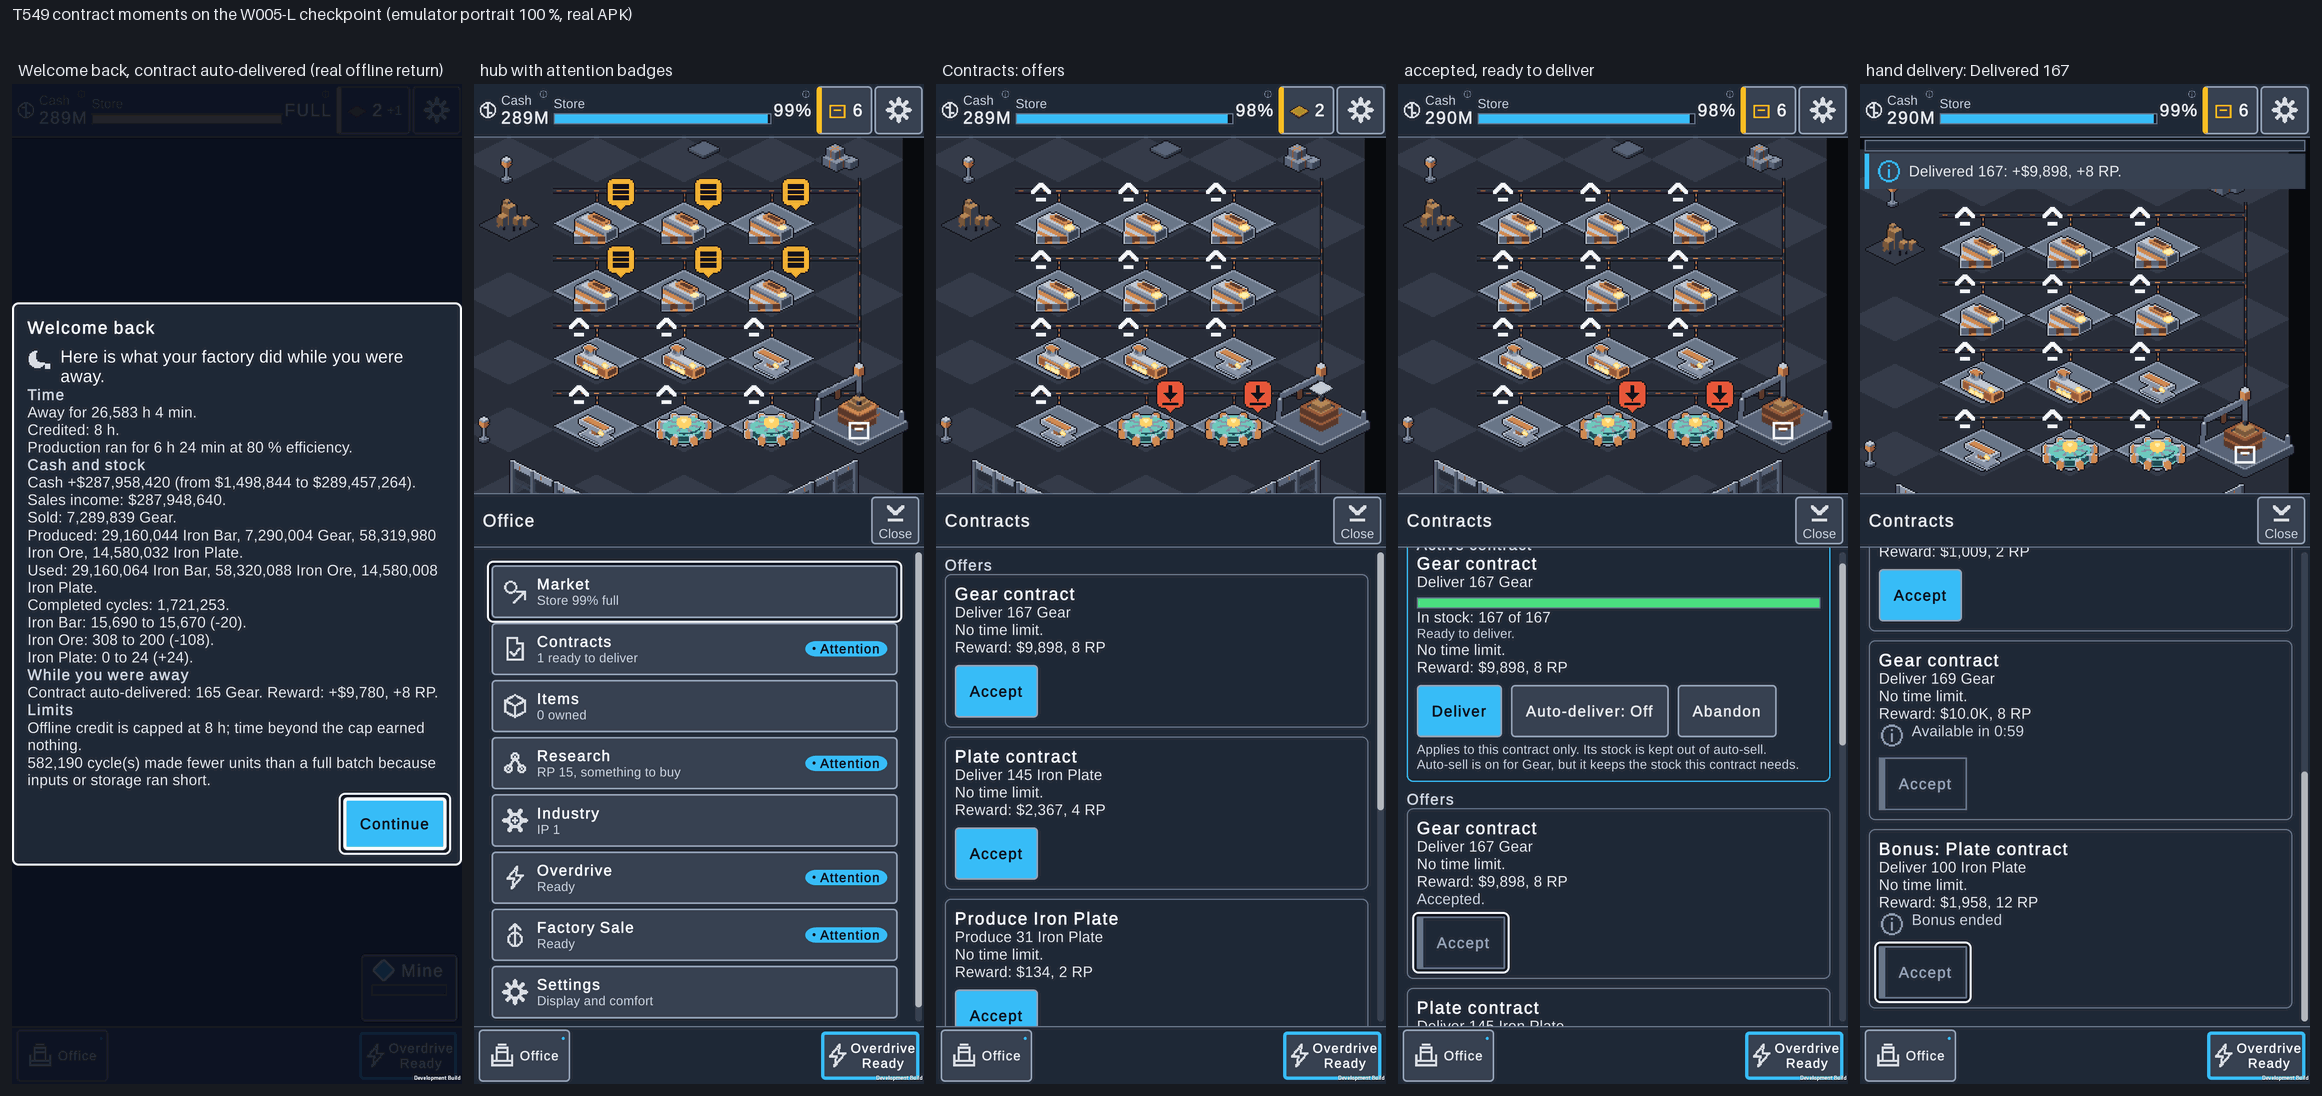 T549 contract moments on the W005-L checkpoint (emulator portrait 100 %, real APK)
Welcome back, contract auto-delivered (real offline return)
Cash
289M
Store
FULL
2 +1
Welcome back
Here is what your factory did while you were
away.
Time
Away for 26,583 h 4 min.
Credited: 8 h.
Production ran for 6 h 24 min at 80 % efficiency.
Cash and stock
Cash +$287,958,420 (from $1,498,844 to $289,457,264).
Sales income: $287,948,640.
Sold: 7,289,839 Gear.
Produced: 29,160,044 Iron Bar, 7,290,004 Gear, 58,319,980
Iron Ore, 14,580,032 Iron Plate.
Used: 29,160,064 Iron Bar, 58,320,088 Iron Ore, 14,580,008
Iron Plate.
Completed cycles: 1,721,253.
Iron Bar: 15,690 to 15,670 (-20).
Iron Ore: 308 to 200 (-108).
Iron Plate: 0 to 24 (+24).
While you were away
Contract auto-delivered: 165 Gear. Reward: +$9,780, +8 RP.
Limits
Offline credit is capped at 8 h; time beyond the cap earned
nothing.
582,190 cycle(s) made fewer units than a full batch because
inputs or storage ran short.
Continue
Mine
Office
Overdrive
Ready
Development Build
hub with attention badges
Cash
289M
Store
99%
6
Office
Close
Market
Store 99% full
Contracts
1 ready to deliver
• Attention
Items
0 owned
Research
RP 15, something to buy
• Attention
Industry
IP 1
Overdrive
Ready
• Attention
Factory Sale
Ready
• Attention
Settings
Display and comfort
Office
Overdrive
Ready
Development Build
Contracts: offers
Cash
289M
Store
98%
2
Contracts
Close
Offers
Gear contract
Deliver 167 Gear
No time limit.
Reward: $9,898, 8 RP
Accept
Plate contract
Deliver 145 Iron Plate
No time limit.
Reward: $2,367, 4 RP
Accept
Produce Iron Plate
Produce 31 Iron Plate
No time limit.
Reward: $134, 2 RP
Accept
Office
Overdrive
Ready
Development Build
accepted, ready to deliver
Cash
290M
Store
98%
6
Contracts
Close
Active contract
Gear contract
Deliver 167 Gear
In stock: 167 of 167
Ready to deliver.
No time limit.
Reward: $9,898, 8 RP
Deliver
Auto-deliver: Off
Abandon
Applies to this contract only. Its stock is kept out of auto-sell.
Auto-sell is on for Gear, but it keeps the stock this contract needs.
Offers
Gear contract
Deliver 167 Gear
No time limit.
Reward: $9,898, 8 RP
Accepted.
Accept
Plate contract
Deliver 145 Iron Plate
Office
Overdrive
Ready
Development Build
hand delivery: Delivered 167
Cash
290M
Store
99%
6
Delivered 167: +$9,898, +8 RP.
Contracts
Close
Reward: $1,009, 2 RP
Accept
Gear contract
Deliver 169 Gear
No time limit.
Reward: $10.0K, 8 RP
Available in 0:59
Accept
Bonus: Plate contract
Deliver 100 Iron Plate
No time limit.
Reward: $1,958, 12 RP
Bonus ended
Accept
Office
Overdrive
Ready
Development Build